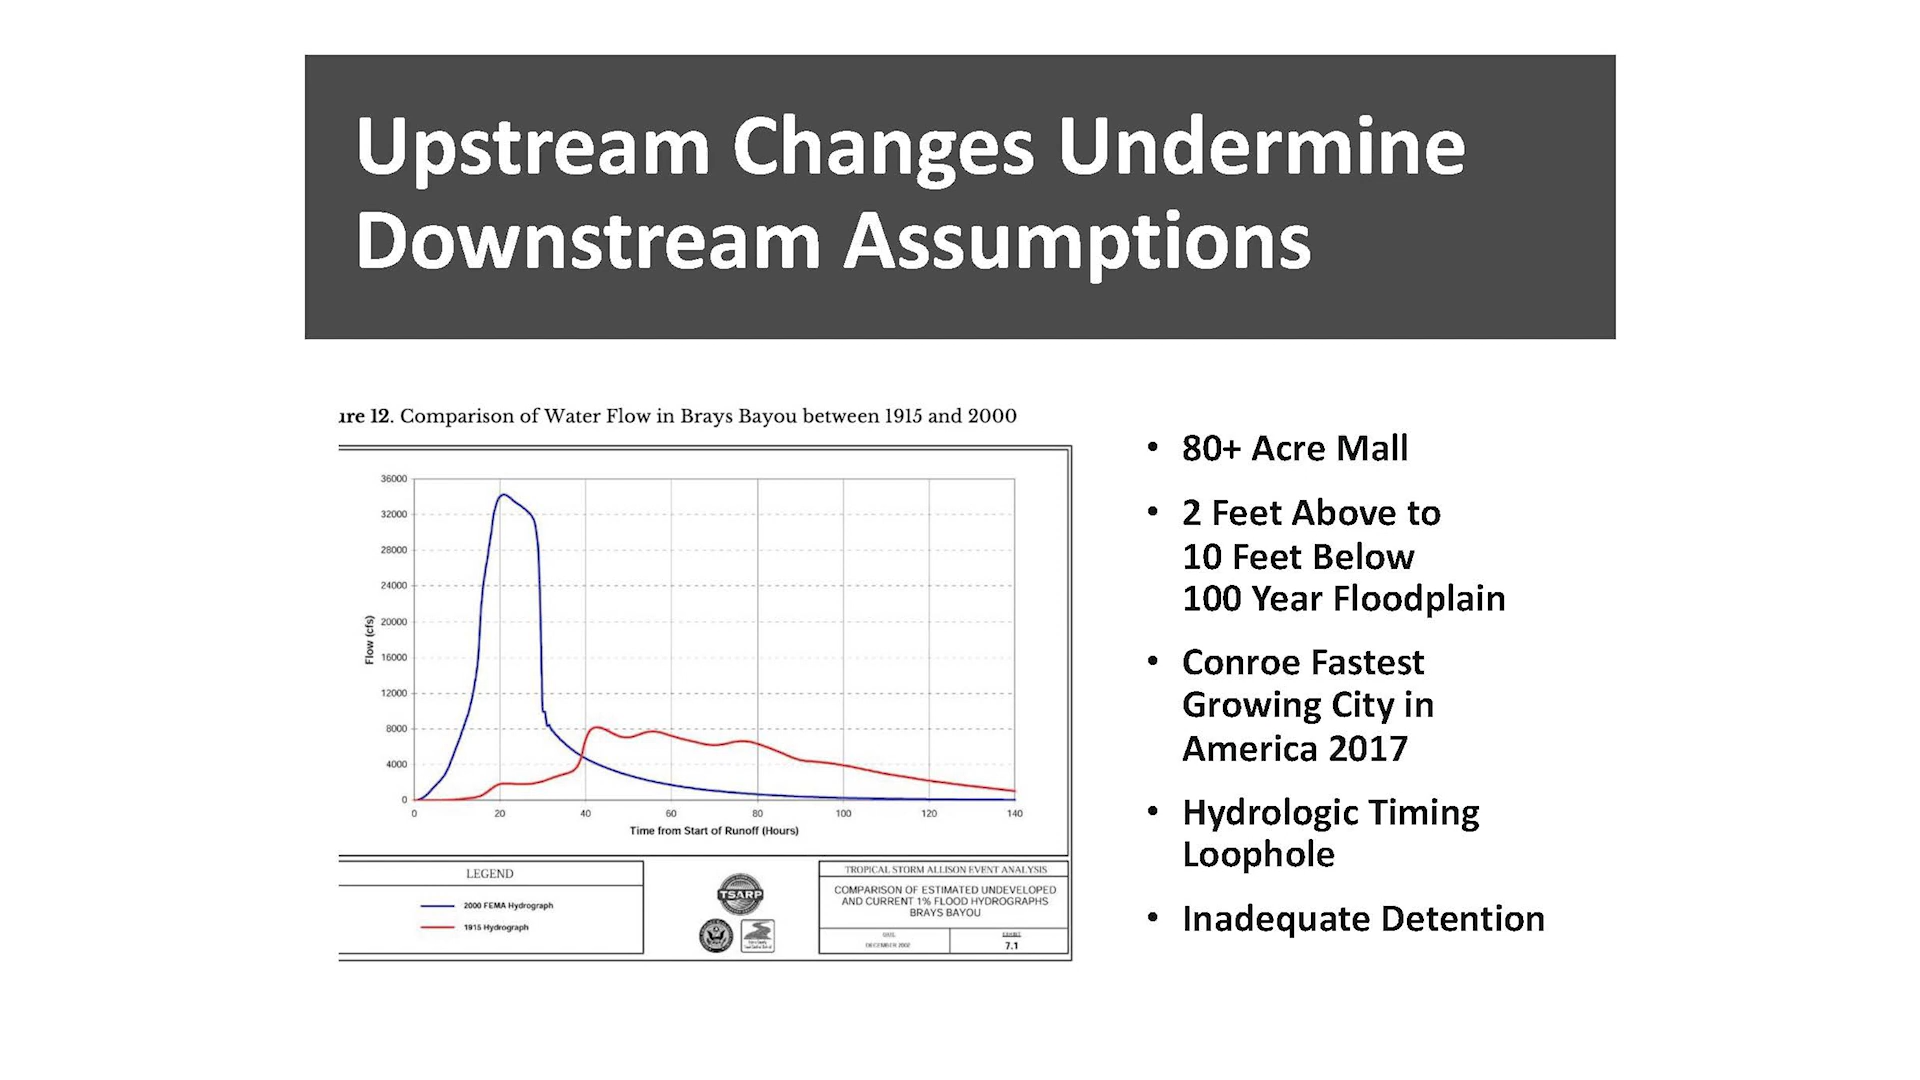 Upstream Changes Undermine
Downstream Assumptions
ure 12. Comparison of Water Flow in Brays Bayou between 1915 and 2000
36000
32000
28000
24000
20000
16000
12000
8000
4000
0
Flow (cfs)
0 20 40 60 80 100 120 140
Time from Start of Runoff (Hours)
LEGEND
2000 FEMA Hydrograph
1915 Hydrograph
TSARP
TROPICAL STORM ALLISON EVENT ANALYSIS
COMPARISON OF ESTIMATED UNDEVELOPED
AND CURRENT 1% FLOOD HYDROGRAPHS
BRAYS BAYOU
DECEMBER 2002
7.1
• 80+ Acre Mall
• 2 Feet Above to
10 Feet Below
100 Year Floodplain
• Conroe Fastest
Growing City in
America 2017
• Hydrologic Timing
Loophole
• Inadequate Detention